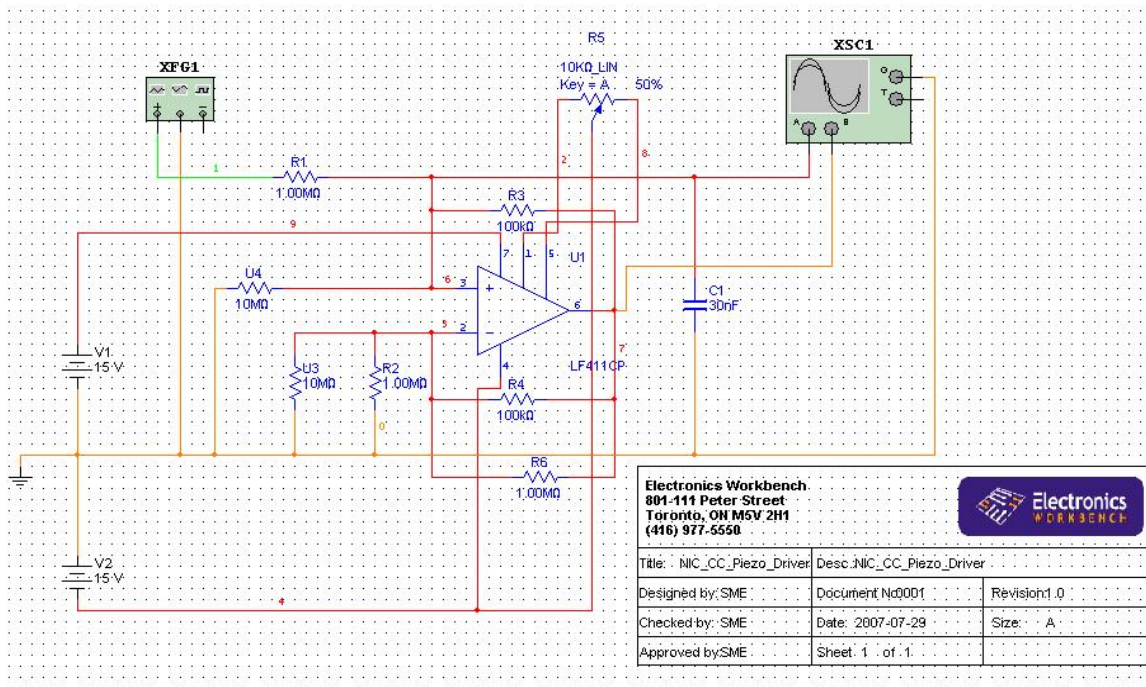 XFG1
R5
10KΩ_LIN
Key = A
50%
XSC1
G
T
A
B
1
R1
1.00MΩ
2
8
R3
100kΩ
9
7
1
5
U1
U4
10MΩ
6
3
6
5
2
C1
30nF
V1
15 V
U3
10MΩ
R2
1.00MΩ
4
LF411CP
7
R4
100kΩ
0
R6
1.00MΩ
V2
15 V
4
Electronics Workbench
801-111 Peter Street
Toronto, ON M5V 2H1
(416) 977-5550
Electronics
WORKBENCH
Title: NIC_CC_Piezo_Driver
Desc.:NIC_CC_Piezo_Driver
Designed by: SME
Document No0001
Revision1.0
Checked by: SME
Date: 2007-07-29
Size: A
Approved by:SME
Sheet 1 of 1